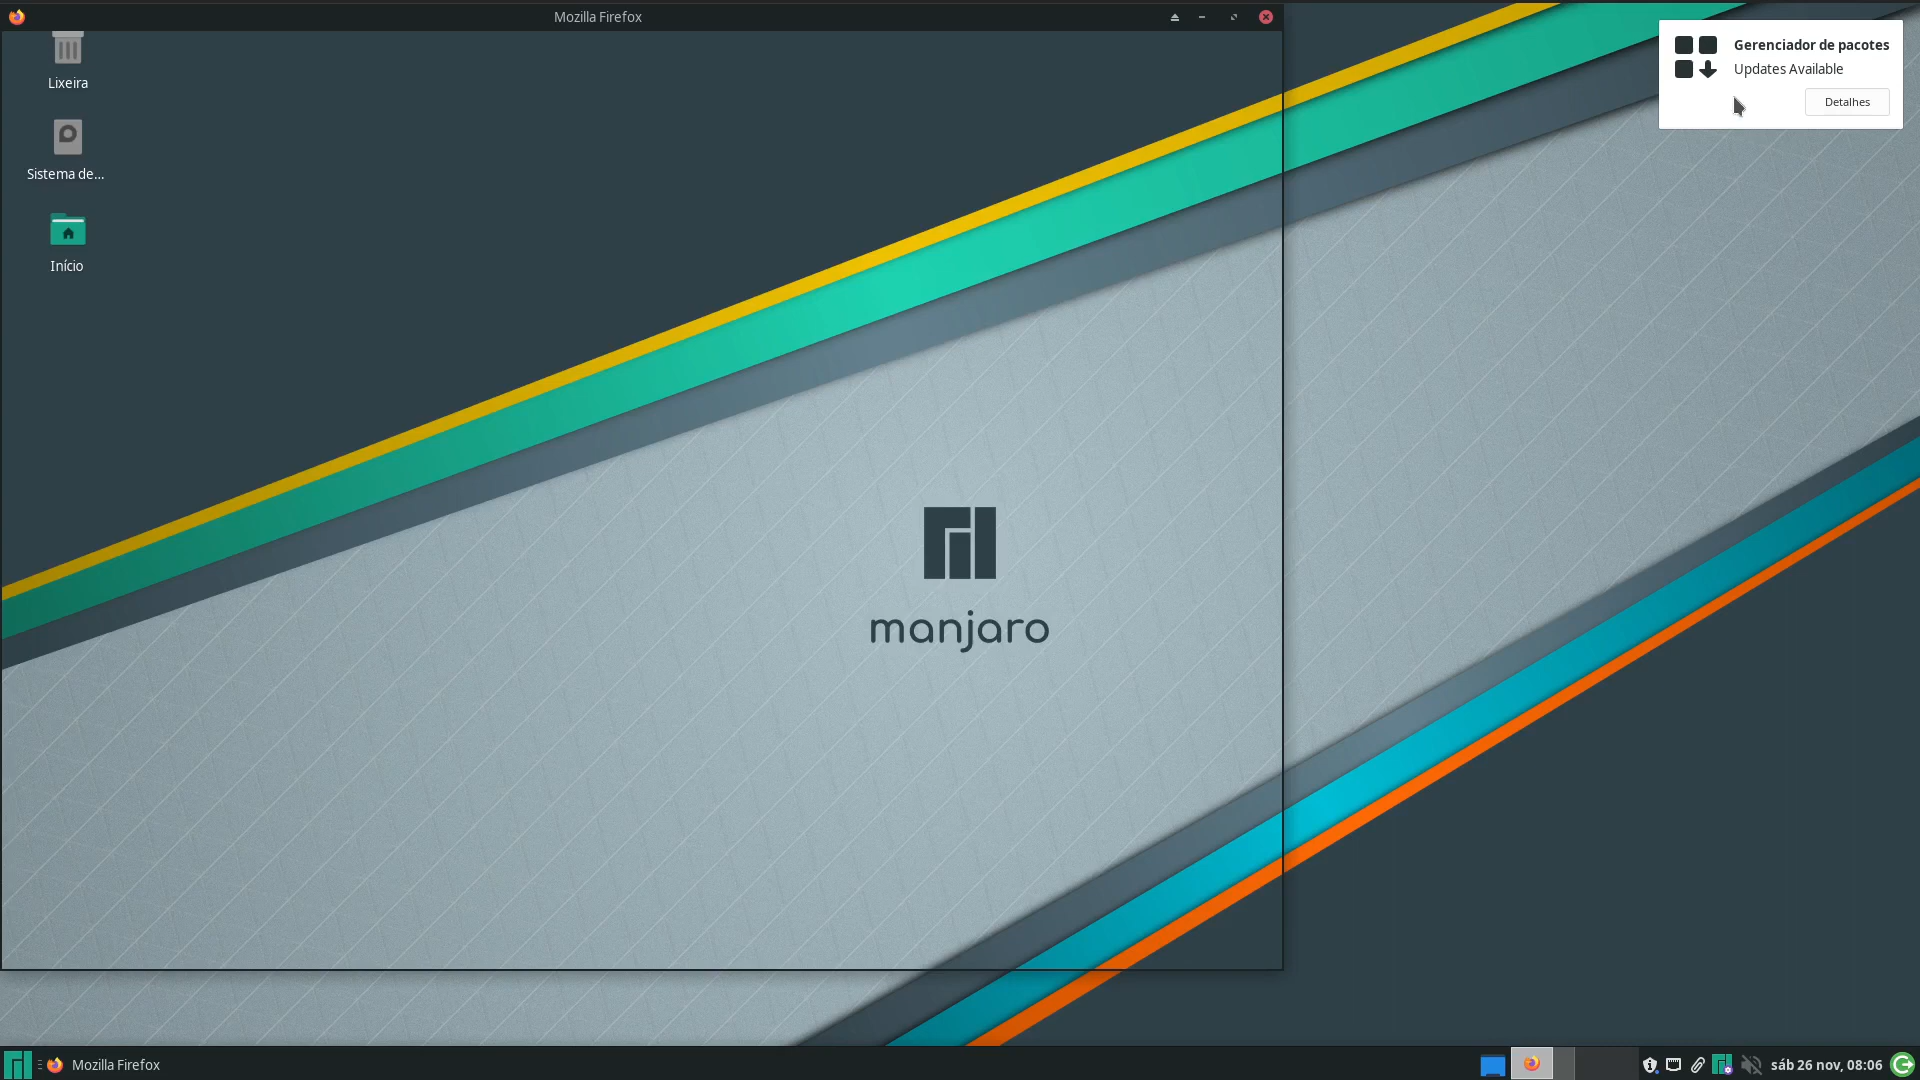 Mozilla Firefox
Gerenciador de pacotes
Updates Available
Detalhes
Lixeira
Sistema de...
Início
manjaro
Mozilla Firefox
sáb 26 nov, 08:06